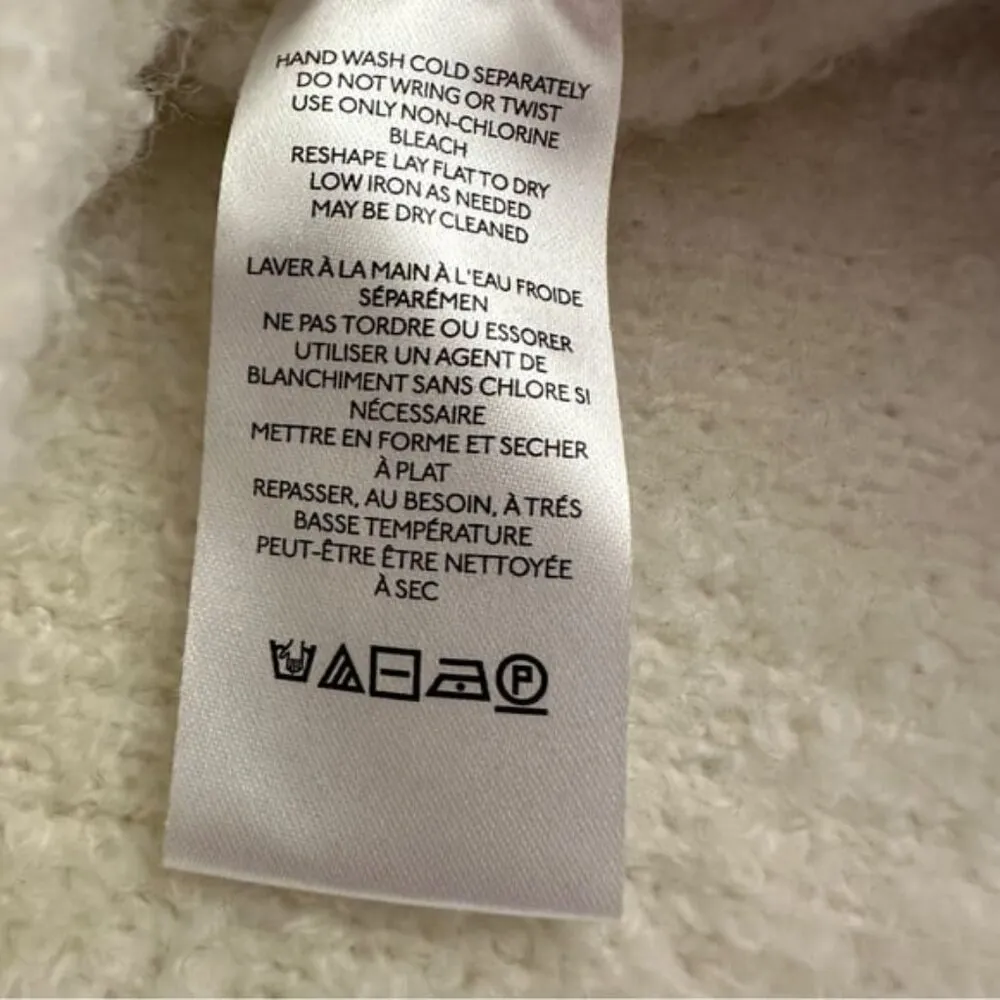 HAND WASH COLD SEPARATELY
DO NOT WRING OR TWIST
USE ONLY NON-CHLORINE
BLEACH
RESHAPE LAY FLAT TO DRY
LOW IRON AS NEEDED
MAY BE DRY CLEANED
LAVER À LA MAIN À L'EAU FROIDE
SÉPARÉMEN
NE PAS TORDRE OU ESSORER
UTILISER UN AGENT DE
BLANCHIMENT SANS CHLORE SI
NÉCESSAIRE
METTRE EN FORME ET SECHER
À PLAT
REPASSER, AU BESOIN, À TRÉS
BASSE TEMPÉRATURE
PEUT-ÊTRE ÊTRE NETTOYÉE
À SEC
P